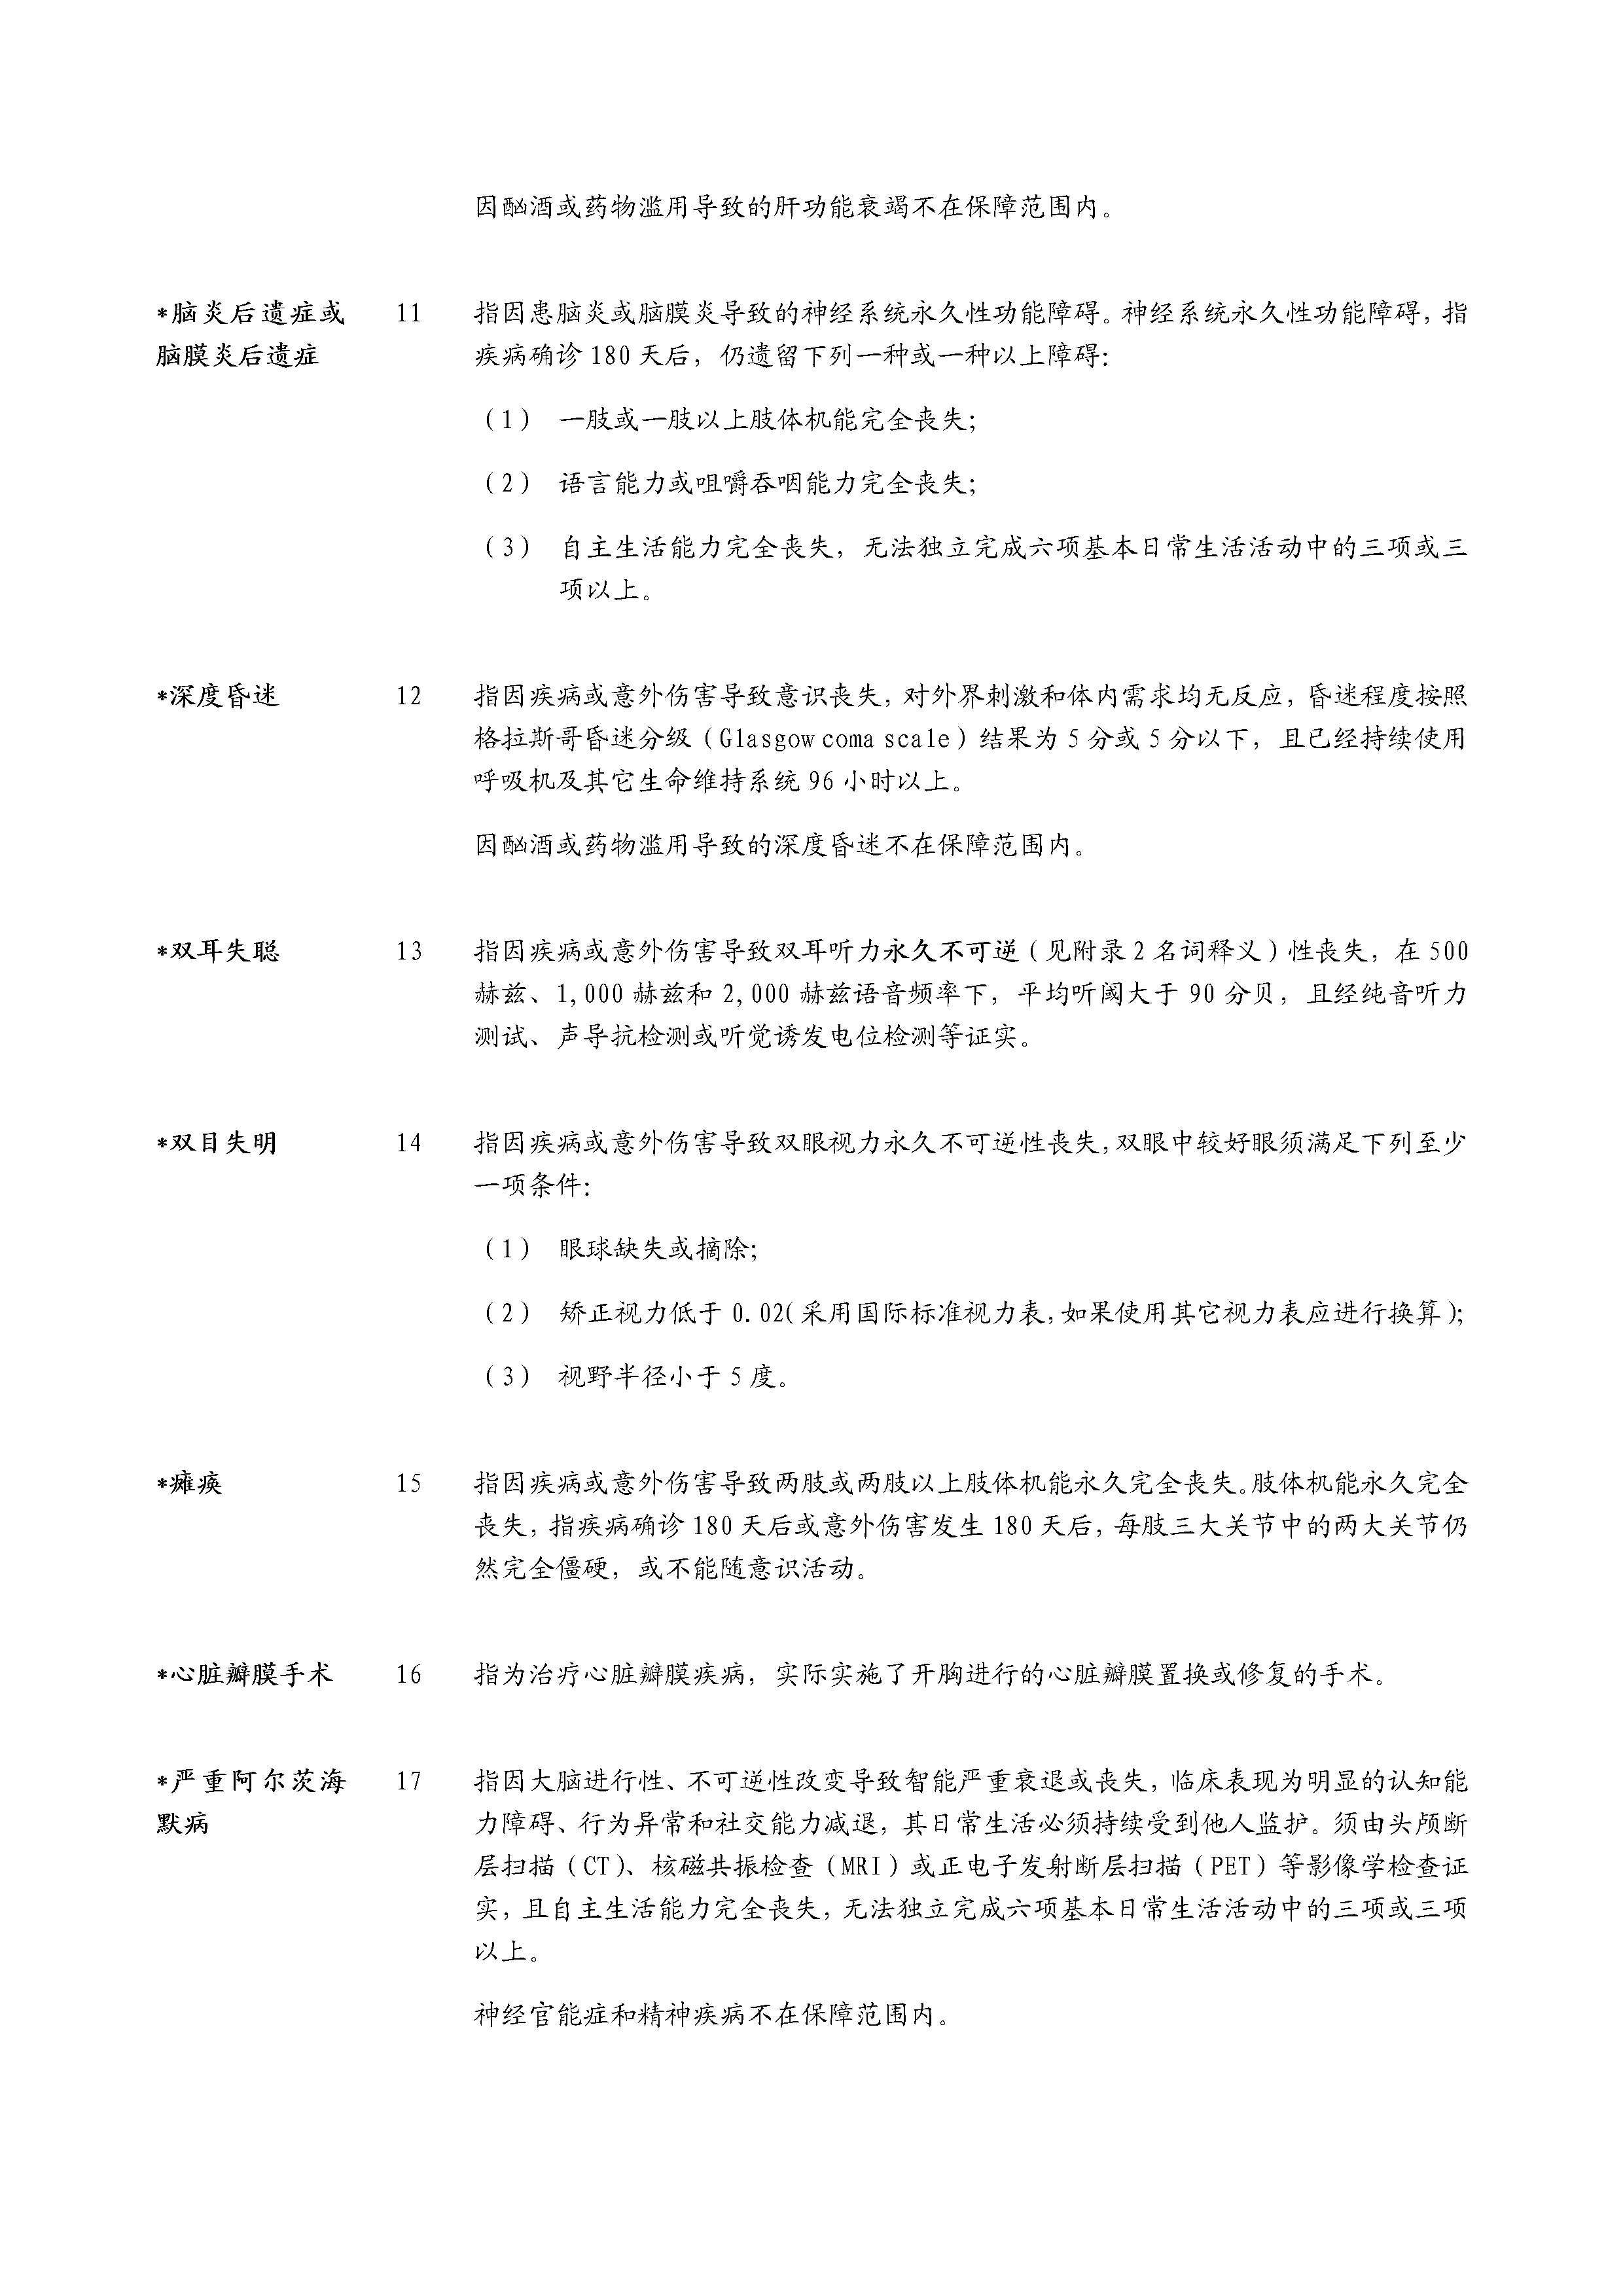 因酗酒或药物滥用导致的肝功能衰竭不在保障范围内。
*脑炎后遗症或 11 指因患脑炎或脑膜炎导致的神经系统永久性功能障碍。神经系统永久性功能障碍，指
脑膜炎后遗症 疾病确诊 180 天后，仍遗留下列一种或一种以上障碍：
（1） 一肢或一肢以上肢体机能完全丧失；
（2） 语言能力或咀嚼吞咽能力完全丧失；
（3） 自主生活能力完全丧失，无法独立完成六项基本日常生活活动中的三项或三
项以上。
*深度昏迷 12 指因疾病或意外伤害导致意识丧失，对外界刺激和体内需求均无反应，昏迷程度按照
格拉斯哥昏迷分级（Glasgow coma scale）结果为 5 分或 5 分以下，且已经持续使用
呼吸机及其它生命维持系统 96 小时以上。
因酗酒或药物滥用导致的深度昏迷不在保障范围内。
*双耳失聪 13 指因疾病或意外伤害导致双耳听力永久不可逆（见附录 2 名词释义）性丧失，在 500
赫兹、1,000 赫兹和 2,000 赫兹语音频率下，平均听阈大于 90 分贝，且经纯音听力
测试、声导抗检测或听觉诱发电位检测等证实。
*双目失明 14 指因疾病或意外伤害导致双眼视力永久不可逆性丧失，双眼中较好眼须满足下列至少
一项条件：
（1） 眼球缺失或摘除；
（2） 矫正视力低于 0.02（采用国际标准视力表，如果使用其它视力表应进行换算）；
（3） 视野半径小于 5 度。
*瘫痪 15 指因疾病或意外伤害导致两肢或两肢以上肢体机能永久完全丧失。肢体机能永久完全
丧失，指疾病确诊 180 天后或意外伤害发生 180 天后，每肢三大关节中的两大关节仍
然完全僵硬，或不能随意识活动。
*心脏瓣膜手术 16 指为治疗心脏瓣膜疾病，实际实施了开胸进行的心脏瓣膜置换或修复的手术。
*严重阿尔茨海 17 指因大脑进行性、不可逆性改变导致智能严重衰退或丧失，临床表现为明显的认知能
默病 力障碍、行为异常和社交能力减退，其日常生活必须持续受到他人监护。须由头颅断
层扫描（CT）、核磁共振检查（MRI）或正电子发射断层扫描（PET）等影像学检查证
实，且自主生活能力完全丧失，无法独立完成六项基本日常生活活动中的三项或三项
以上。
神经官能症和精神疾病不在保障范围内。